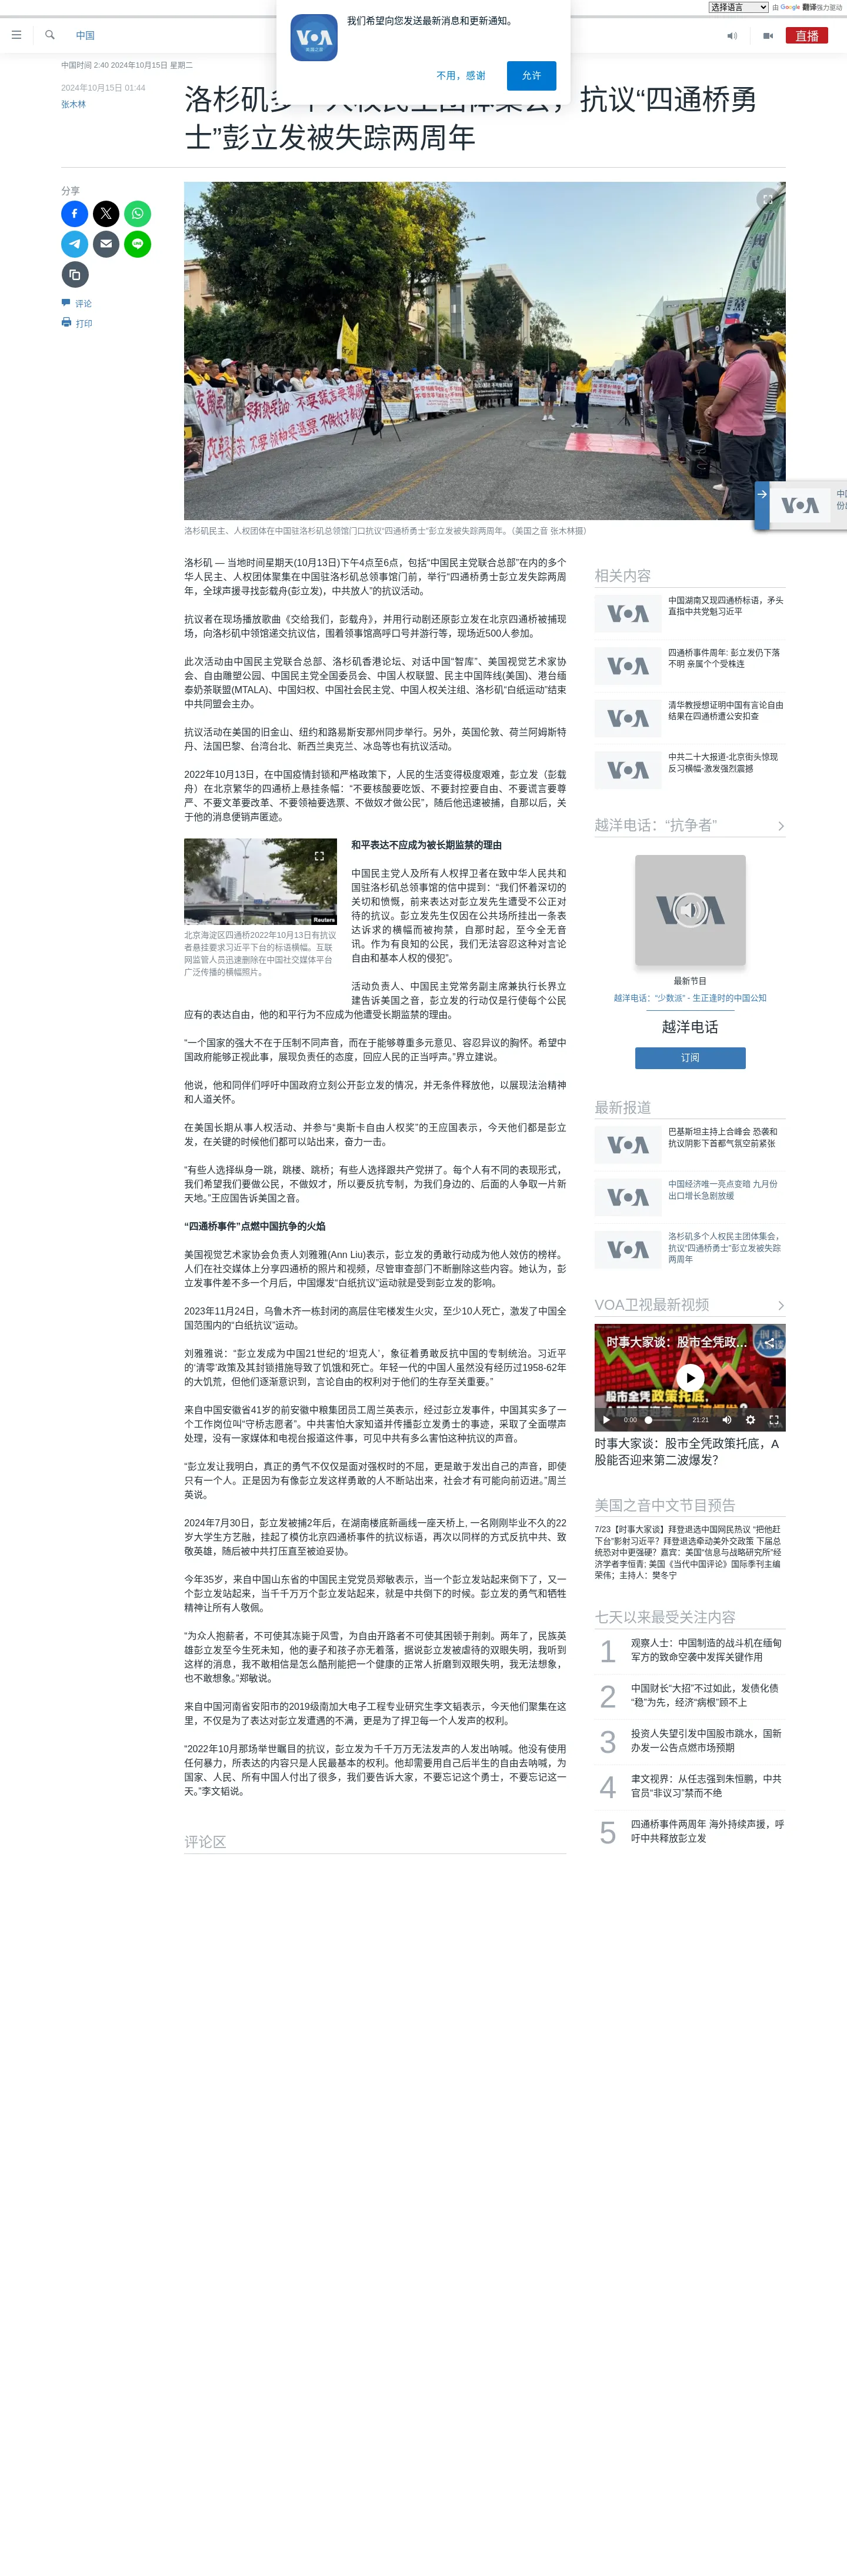 选择语言
由 Google 翻译强力驱动
我们希望向您发送最新消息和更新通知。
不用，感谢
允许
中国
直播
中国时间 2:40 2024年10月15日 星期二
2024年10月15日 01:44
张木林
洛杉矶多个人权民主团体集会，抗议“四通桥勇
士”彭立发被失踪两周年
分享
评论
打印
洛杉矶民主、人权团体在中国驻洛杉矶总领馆门口抗议“四通桥勇士”彭立发被失踪两周年。（美国之音 张木林摄）
洛杉矶 — 当地时间星期天(10月13日)下午4点至6点，包括“中国民主党联合总部”在内的多个
华人民主、人权团体聚集在中国驻洛杉矶总领事馆门前，举行“四通桥勇士彭立发失踪两周
年，全球声援寻找彭载舟(彭立发)，中共放人”的抗议活动。
抗议者在现场播放歌曲《交给我们，彭载舟》，并用行动剧还原彭立发在北京四通桥被捕现
场，向洛杉矶中领馆递交抗议信，围着领事馆高呼口号并游行等，现场近500人参加。
此次活动由中国民主党联合总部、洛杉矶香港论坛、对话中国“智库”、美国视觉艺术家协
会、自由雕塑公园、中国民主党全国委员会、中国人权联盟、民主中国阵线(美国)、港台缅
泰奶茶联盟(MTALA)、中国妇权、中国社会民主党、中国人权关注组、洛杉矶“白纸运动”结束
中共同盟会主办。
抗议活动在美国的旧金山、纽约和路易斯安那州同步举行。另外，英国伦敦、荷兰阿姆斯特
丹、法国巴黎、台湾台北、新西兰奥克兰、冰岛等也有抗议活动。
2022年10月13日，在中国疫情封锁和严格政策下，人民的生活变得极度艰难，彭立发（彭载
舟）在北京繁华的四通桥上悬挂条幅：“不要核酸要吃饭、不要封控要自由、不要谎言要尊
严、不要文革要改革、不要领袖要选票、不做奴才做公民”，随后他迅速被捕，自那以后，关
于他的消息便销声匿迹。
Reuters
北京海淀区四通桥2022年10月13日有抗议
者悬挂要求习近平下台的标语横幅。互联
网监管人员迅速删除在中国社交媒体平台
广泛传播的横幅照片。
和平表达不应成为被长期监禁的理由
中国民主党人及所有人权捍卫者在致中华人民共和
国驻洛杉矶总领事馆的信中提到：“我们怀着深切的
关切和愤慨，前来表达对彭立发先生遭受不公正对
待的抗议。彭立发先生仅因在公共场所挂出一条表
达诉求的横幅而被拘禁，自那时起，至今全无音
讯。作为有良知的公民，我们无法容忍这种对言论
自由和基本人权的侵犯”。
活动负责人、中国民主党常务副主席兼执行长界立
建告诉美国之音，彭立发的行动仅是行使每个公民
应有的表达自由，他的和平行为不应成为他遭受长期监禁的理由。
“一个国家的强大不在于压制不同声音，而在于能够尊重多元意见、容忍异议的胸怀。希望中
国政府能够正视此事，展现负责任的态度，回应人民的正当呼声。”界立建说。
他说，他和同伴们呼吁中国政府立刻公开彭立发的情况，并无条件释放他，以展现法治精神
和人道关怀。
在美国长期从事人权活动、并参与“奥斯卡自由人权奖”的王应国表示，今天他们都是彭立
发，在关键的时候他们都可以站出来，奋力一击。
“有些人选择纵身一跳，跳楼、跳桥；有些人选择跟共产党拼了。每个人有不同的表现形式，
我们希望我们要做公民，不做奴才，所以要反抗专制，为我们身边的、后面的人争取一片新
天地。”王应国告诉美国之音。
“四通桥事件”点燃中国抗争的火焰
美国视觉艺术家协会负责人刘雅雅(Ann Liu)表示，彭立发的勇敢行动成为他人效仿的榜样。
人们在社交媒体上分享四通桥的照片和视频，尽管审查部门不断删除这些内容。她认为，彭
立发事件差不多一个月后，中国爆发“白纸抗议”运动就是受到彭立发的影响。
2023年11月24日，乌鲁木齐一栋封闭的高层住宅楼发生火灾，至少10人死亡，激发了中国全
国范围内的“白纸抗议”运动。
刘雅雅说：“彭立发成为中国21世纪的‘坦克人’，象征着勇敢反抗中国的专制统治。习近平
的‘清零’政策及其封锁措施导致了饥饿和死亡。年轻一代的中国人虽然没有经历过1958-62年
的大饥荒，但他们逐渐意识到，言论自由的权利对于他们的生存至关重要。”
来自中国安徽省41岁的前安徽中粮集团员工周兰英表示，经过彭立发事件，中国其实多了一
个工作岗位叫“守桥志愿者”。中共害怕大家知道并传播彭立发勇士的事迹，采取了全面噤声
处理，没有一家媒体和电视台报道这件事，可见中共有多么害怕这种抗议的声音。
“彭立发让我明白，真正的勇气不仅仅是面对强权时的不屈，更是敢于发出自己的声音，即使
只有一个人。正是因为有像彭立发这样勇敢的人不断站出来，社会才有可能向前迈进。”周兰
英说。
2024年7月30日，彭立发被捕2年后，在湖南楼底新画线一座天桥上, 一名刚刚毕业不久的22
岁大学生方艺融，挂起了模仿北京四通桥事件的抗议标语，再次以同样的方式反抗中共、致
敬英雄，随后被中共打压直至被迫妥协。
今年35岁，来自中国山东省的中国民主党党员郑敏表示，当一个彭立发站起来倒下，又一
个彭立发站起来，当千千万万个彭立发站起来，就是中共倒下的时候。彭立发的勇气和牺牲
精神让所有人敬佩。
“为众人抱薪者，不可使其冻毙于风雪，为自由开路者不可使其困顿于荆刺。两年了，民族英
雄彭立发至今生死未知，他的妻子和孩子亦无着落，据说彭立发被虐待的双眼失明，我听到
这样的消息，我不敢相信是怎么酷刑能把一个健康的正常人折磨到双眼失明，我无法想象，
也不敢想象。”郑敏说。
来自中国河南省安阳市的2019级南加大电子工程专业研究生李文韬表示，今天他们聚集在这
里，不仅是为了表达对彭立发遭遇的不满，更是为了捍卫每一个人发声的权利。
“2022年10月那场举世瞩目的抗议，彭立发为千千万万无法发声的人发出呐喊。他没有使用
任何暴力，所表达的内容只是人民最基本的权利。他却需要用自己后半生的自由去呐喊，为
国家、人民、所有中国人付出了很多，我们要告诉大家，不要忘记这个勇士，不要忘记这一
天。”李文韬说。
评论区
相关内容
中国湖南又现四通桥标语，矛头
直指中共党魁习近平
四通桥事件周年: 彭立发仍下落
不明 亲属个个受株连
清华教授想证明中国有言论自由
结果在四通桥遭公安扣查
中共二十大报道-北京街头惊现
反习横幅-激发强烈震撼
越洋电话：“抗争者”
最新节目
越洋电话：“少数派” - 生正逢时的中国公知
越洋电话
订阅
最新报道
巴基斯坦主持上合峰会 恐袭和
抗议阴影下首都气氛空前紧张
中国经济唯一亮点变暗 九月份
出口增长急剧放缓
洛杉矶多个人权民主团体集会，
抗议“四通桥勇士”彭立发被失踪
两周年
VOA卫视最新视频
时事大家谈：股市全凭政...
股市全凭政策托底，
0:00
21:21
时事大家谈：股市全凭政策托底，A
股能否迎来第二波爆发？
美国之音中文节目预告
7/23【时事大家谈】拜登退选中国网民热议 “把他赶
下台”影射习近平？拜登退选牵动美外交政策 下届总
统恐对中更强硬？嘉宾：美国“信息与战略研究所”经
济学者李恒青; 美国《当代中国评论》国际季刊主编
荣伟；主持人：樊冬宁
七天以来最受关注内容
1 观察人士：中国制造的战斗机在缅甸
军方的致命空袭中发挥关键作用
2 中国财长“大招”不过如此，发债化债
“稳”为先，经济“病根”顾不上
3 投资人失望引发中国股市跳水，国新
办发一公告点燃市场预期
4 聿文视界：从任志强到朱恒鹏，中共
官员“非议习”禁而不绝
5 四通桥事件两周年 海外持续声援，呼
吁中共释放彭立发